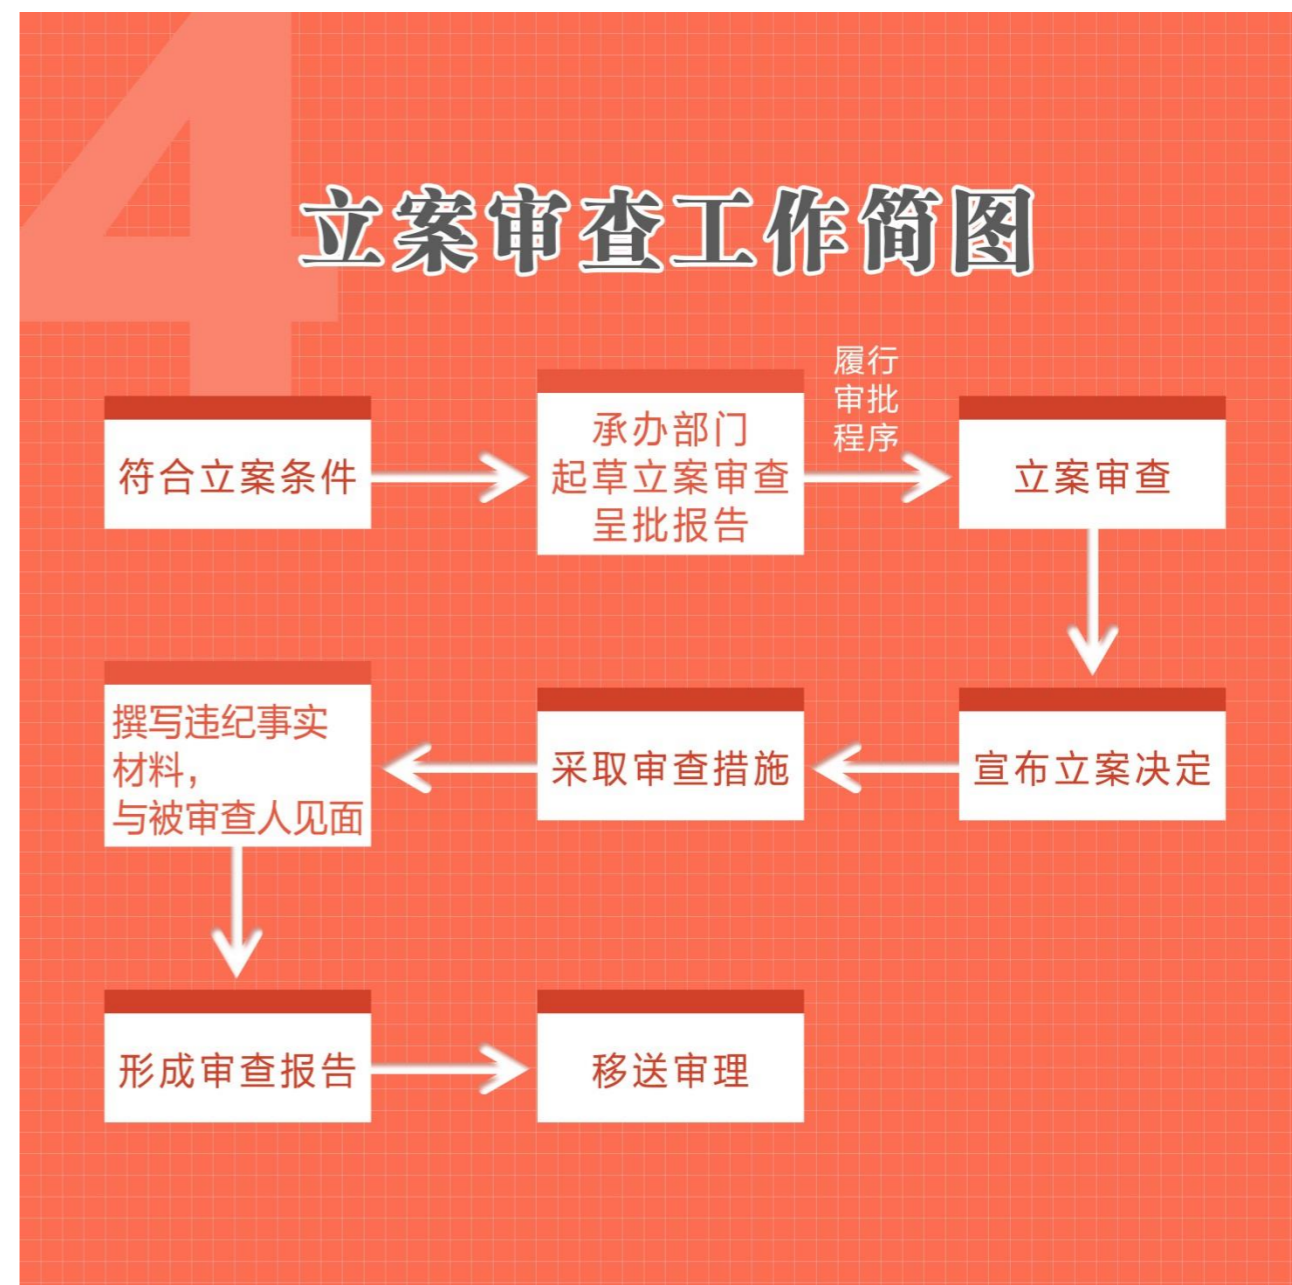 4
立案审查工作简图
符合立案条件
承办部门
起草立案审查
呈批报告
履行
审批
程序
立案审查
宣布立案决定
采取审查措施
撰写违纪事实
材料，
与被审查人见面
形成审查报告
移送审理